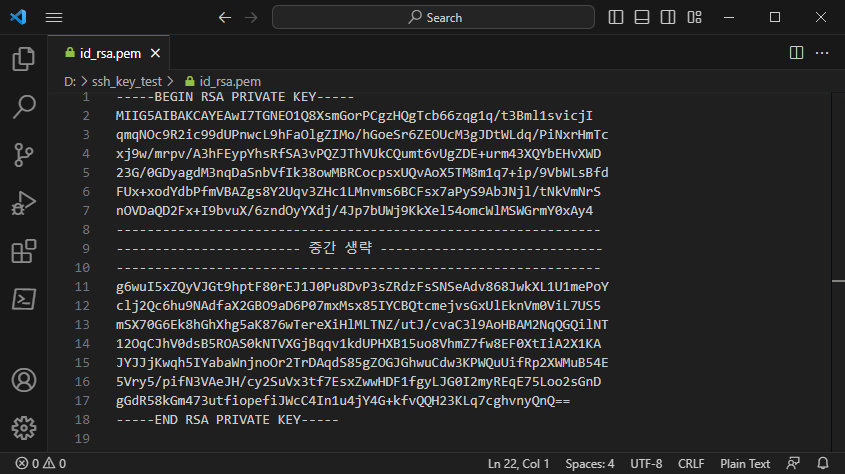 Search
id_rsa.pem
D: > ssh_key_test > id_rsa.pem
1 -----BEGIN RSA PRIVATE KEY-----
2 MIIG5AIBAKCAYEAwI7TGNEO1Q8XsmGorPCgzHQgTcb66zqg1q/t3Bml1svicjI
3 qmqNOc9R2ic99dUPnwcL9hFaOlgZIMo/hGoeSr6ZEOUcM3gJDtWLdq/PiNxrHmTc
4 xj9w/mrpv/A3hFEypYhsRfSA3vPQZJThVUkCQumt6vUgZDE+urm43XQYbEHvXWD
5 23G/0GDyagdM3nqDaSnbVfIk38owMBRCocpsxUQvAoX5TM8m1q7+ip/9VbWLsBfd
6 FUx+xodYdbPfmVBAZgs8Y2Uqv3ZHc1LMnvms6BCFsx7aPyS9AbJNjl/tNkVmNrS
7 nOVDaQD2Fx+I9bvuX/6zndOyYXdj/4Jp7bUWj9KkXel54omcWlMSWGrmY0xAy4
8 -------------------------------------------------------------
9 ----------------------- 중간 생략 ----------------------------
10 -------------------------------------------------------------
11 g6wuI5xZQyVJGt9hptF80rEJ1J0Pu8DvP3sZRdzFsSNSeAdv868JwkXL1U1mePoY
12 clj2Qc6hu9NAdfaX2GBO9aD6P07mxMsx85IYCBQtcmejvsGxUlEknVm0ViL7US5
13 mSX70G6Ek8hGhXhg5aK876wTereXiHlMLTNZ/utJ/cvaC3l9AoHBAM2NqQGQilNT
14 12OqCJhV0dsB5ROAS0kNTVXGjBqqv1kdUPHXB15uo8VhmZ7fw8EF0XtIiA2X1KA
15 JYJJjKwqh5IYabaWnjnoOr2TrDAqdS85gZOGJGhwuCdw3KPWQuUifRp2XWMuB54E
16 5Vry5/pifN3VAeJH/cy2SuVx3tf7EsxZwwHDF1fgyLJG0I2myREqE75Loo2sGnD
17 gGdR58kGm473utfiopefiJWcC4In1u4jY4G+kfvQQH23KLq7cghvnyQnQ==
18 -----END RSA PRIVATE KEY-----
19
0 0 Ln 22, Col 1 Spaces: 4 UTF-8 CRLF Plain Text